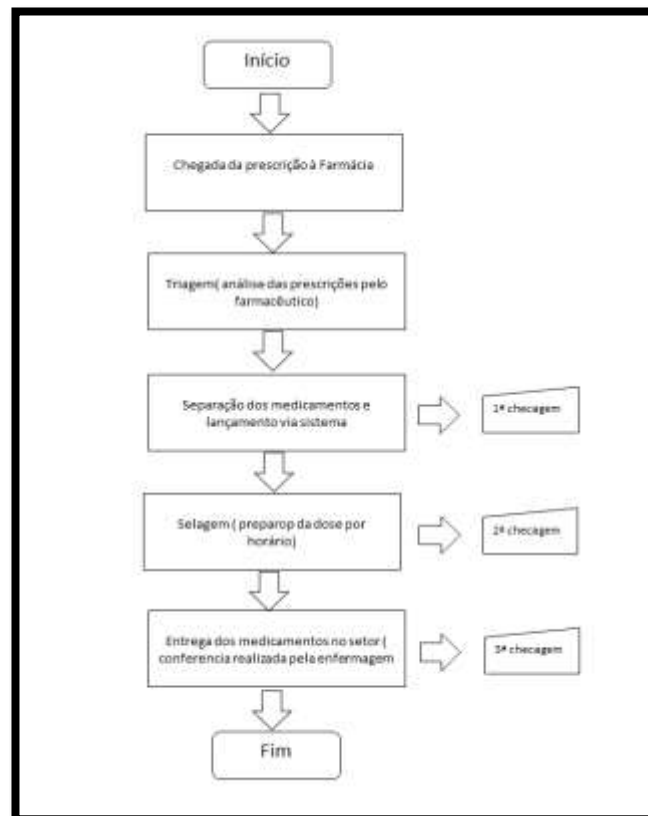 Início
Chegada da prescrição à Farmácia
Triagem( análise das prescrições pelo
farmacêutico)
Separação dos medicamentos e
lançamento via sistema
1ª checagem
Selagem ( preparop da dose por
horário)
2ª checagem
Entrega dos medicamentos no setor (
conferencia realizada pela enfermagem
3ª checagem
Fim